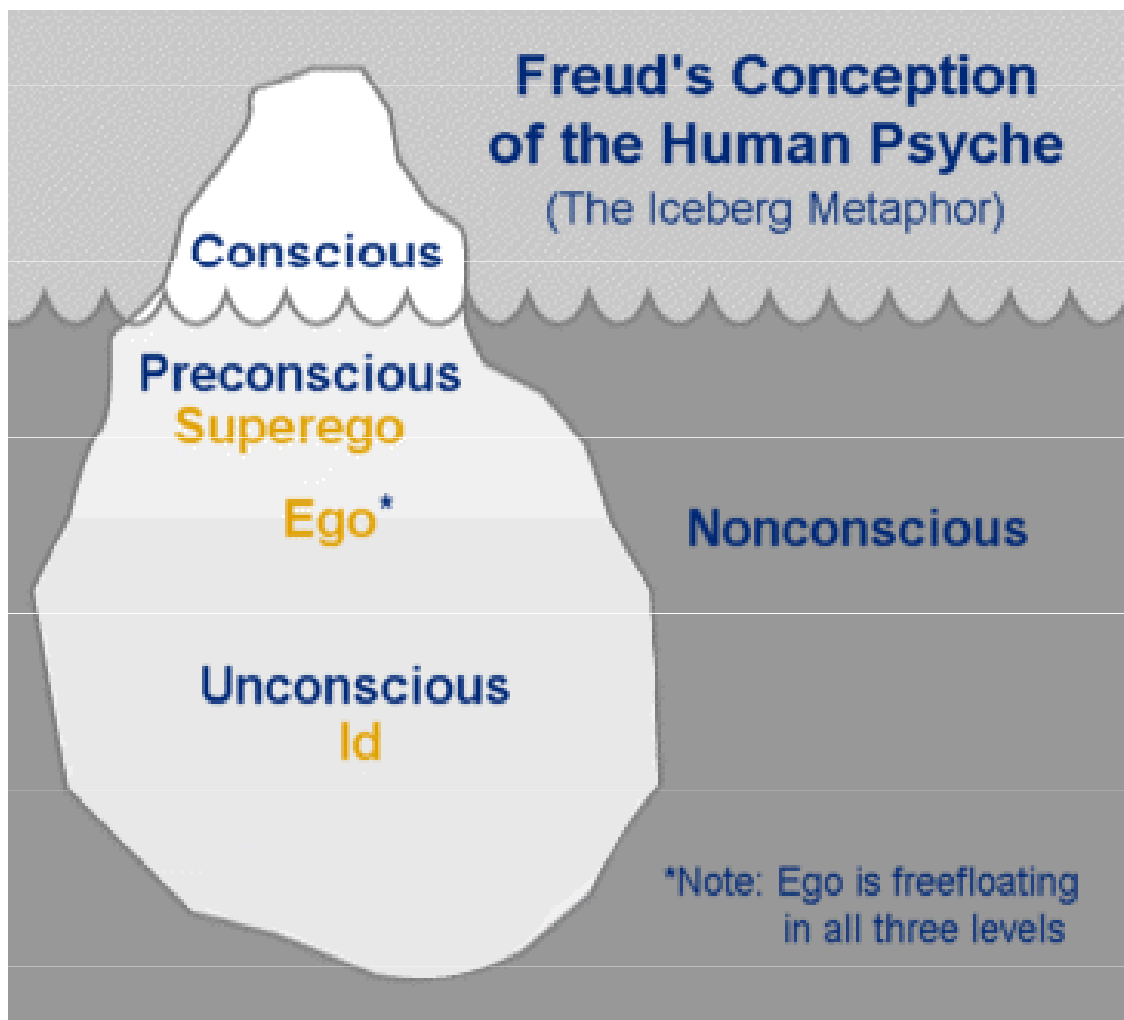 Freud's Conception
of the Human Psyche
(The Iceberg Metaphor)
Conscious
Preconscious
Superego
Ego*
Nonconscious
Unconscious
Id
*Note: Ego is freefloating
in all three levels